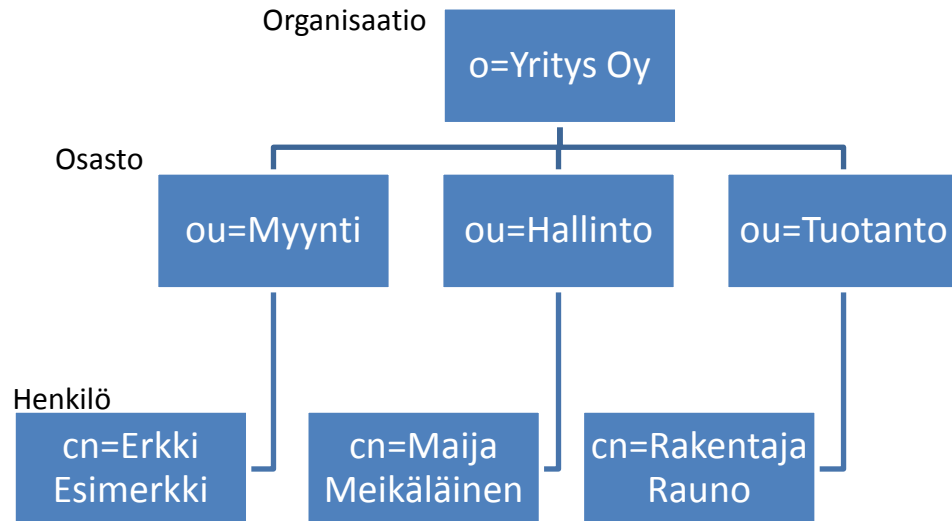 Organisaatio
o=Yritys Oy
Osasto
ou=Myynti
ou=Hallinto
ou=Tuotanto
Henkilö
cn=Erkki
Esimerkki
cn=Maija
Meikäläinen
cn=Rakentaja
Rauno